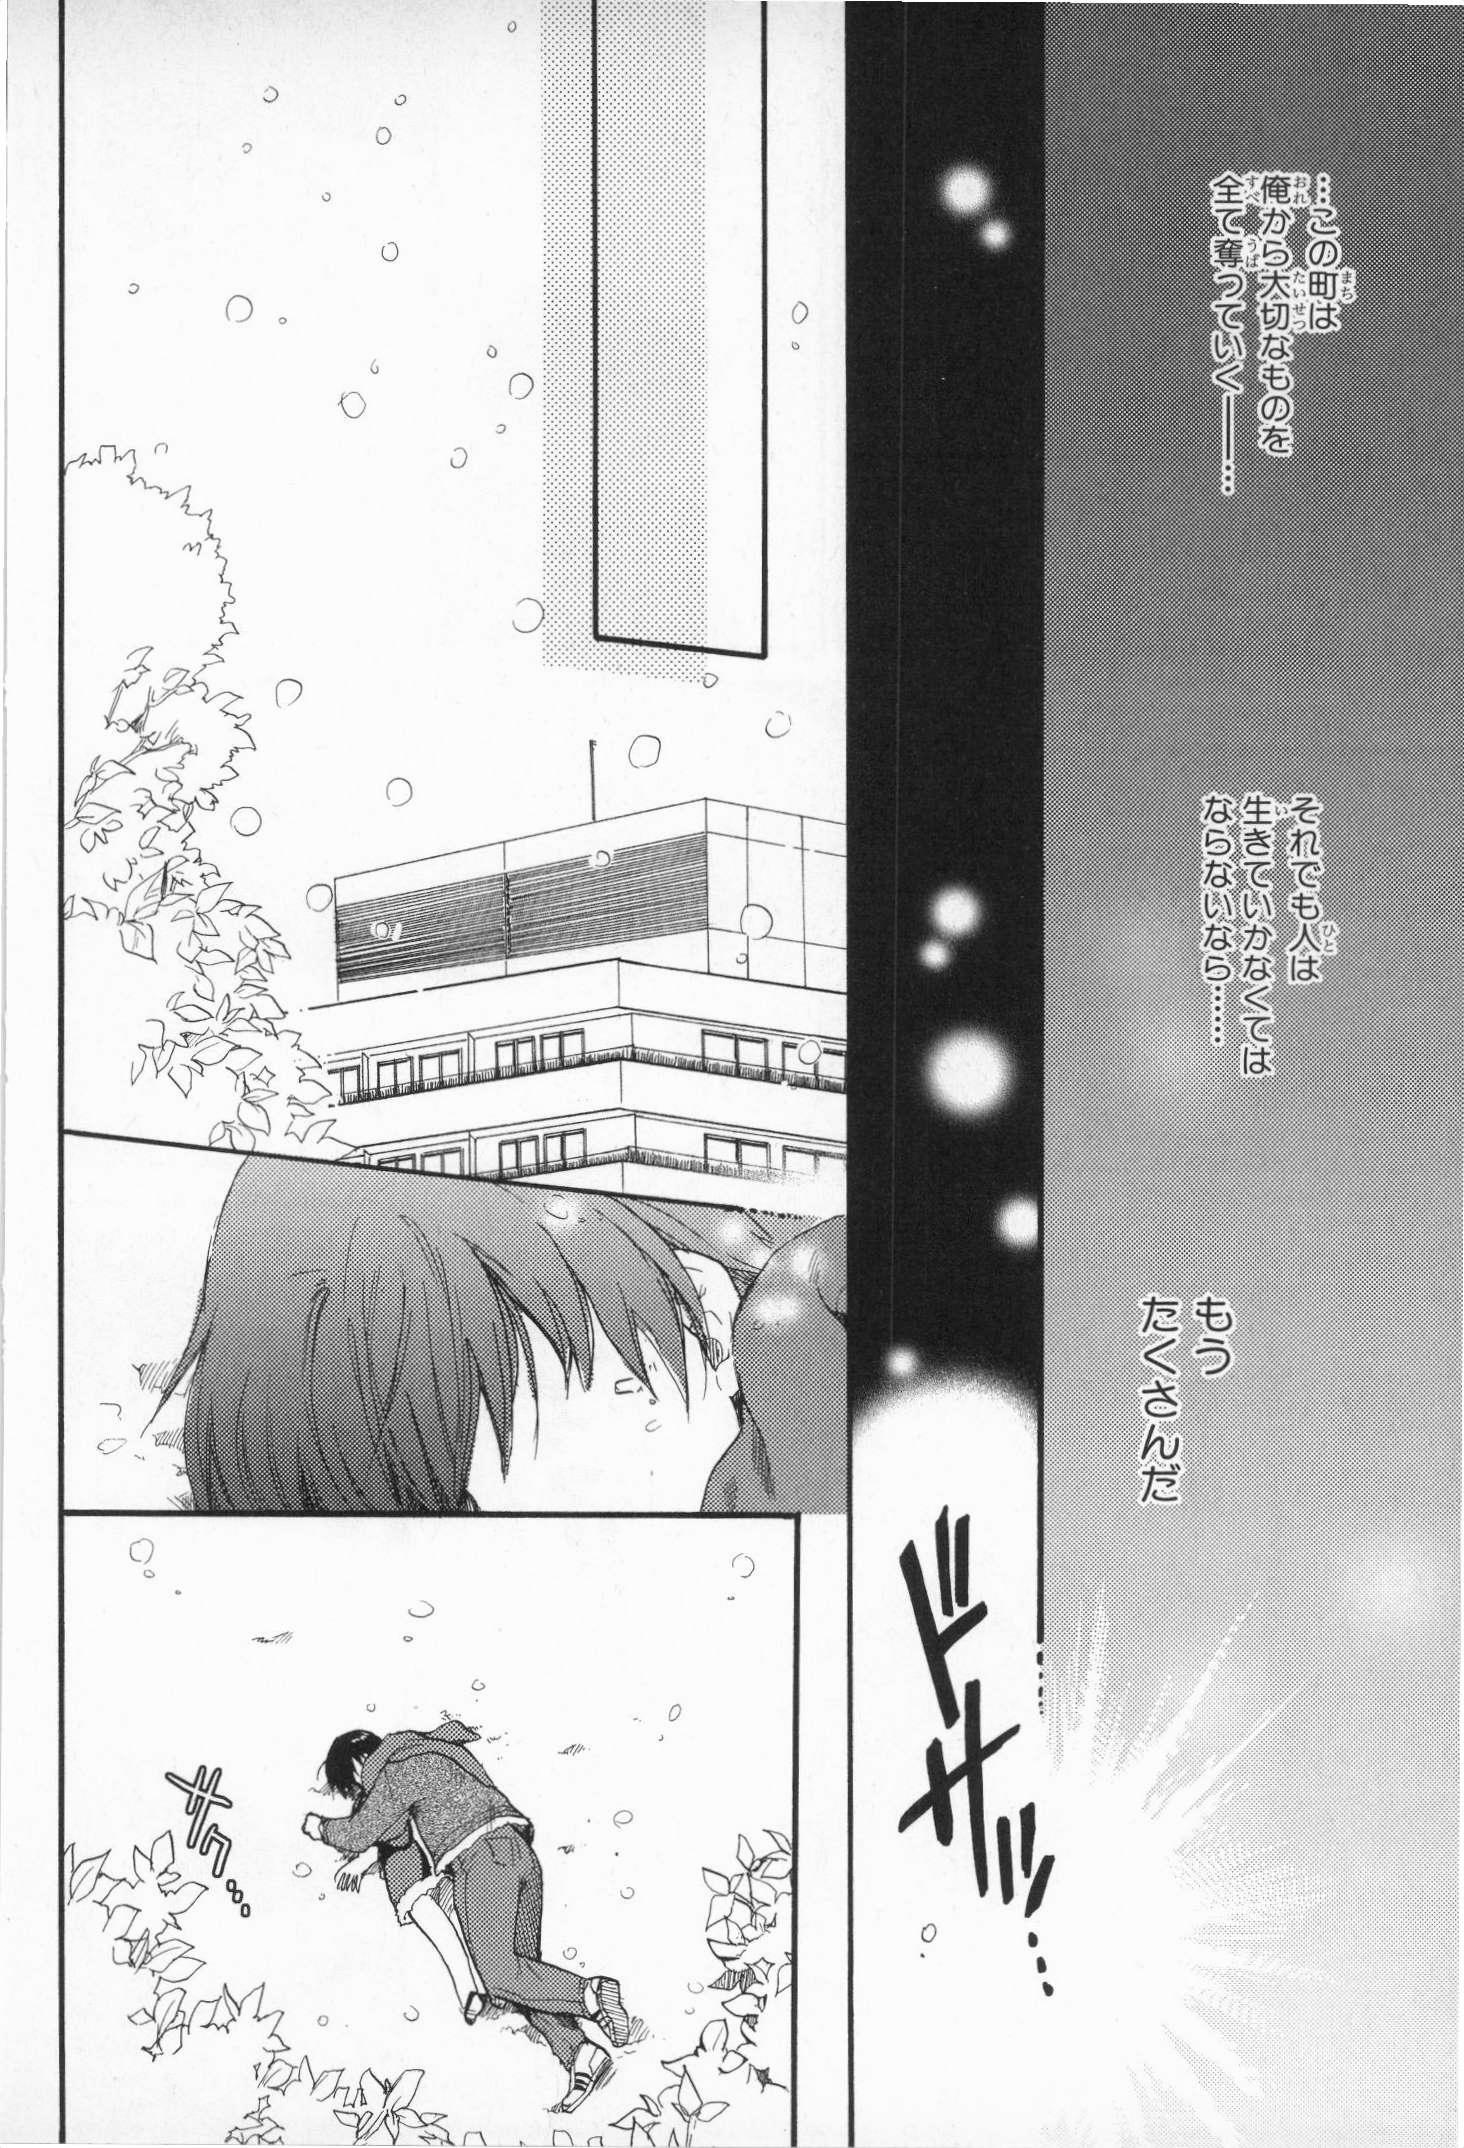 …この町は
俺から大切なものを
全て奪っていく――…
それでも人は
生きていかなくては
ならないなら……
もう
たくさんだ
ドサッ…
ザク…